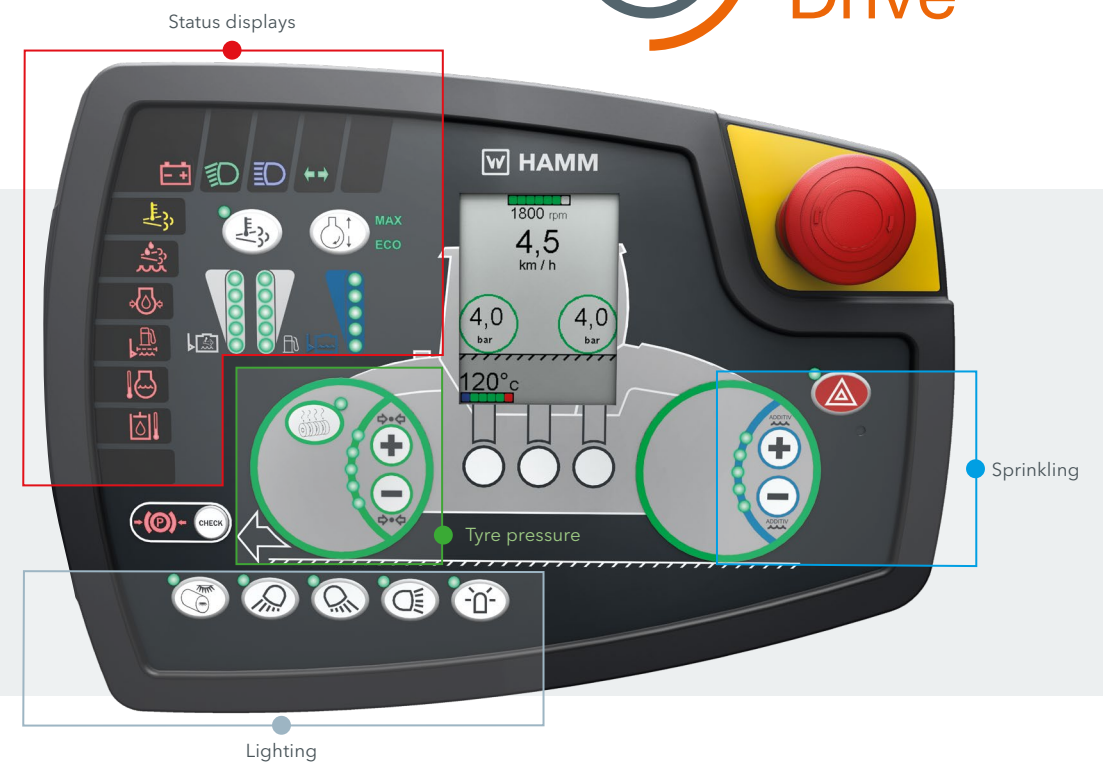 Drive
Status displays
HAMM
MAX
ECO
1800 rpm
4,5
km / h
4,0
bar
4,0
bar
120°c
ADDITIV
ADDITIV
Sprinkling
P
CHECK
Tyre pressure
Lighting